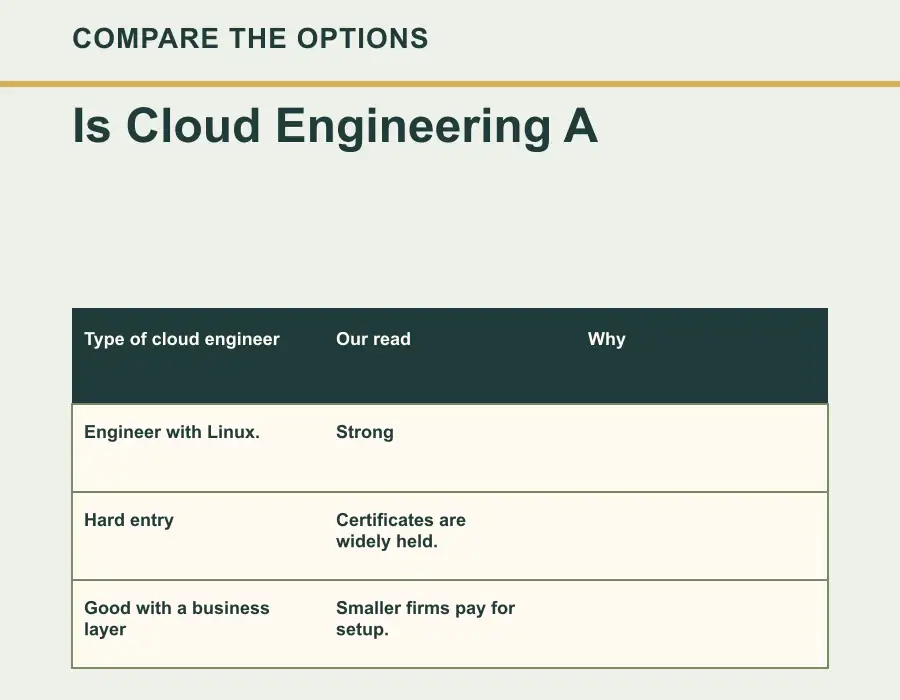 COMPARE THE OPTIONS
Is Cloud Engineering A
Type of cloud engineer Our read Why
Engineer with Linux. Strong
Hard entry Certificates are
widely held.
Good with a business Smaller firms pay for
layer setup.